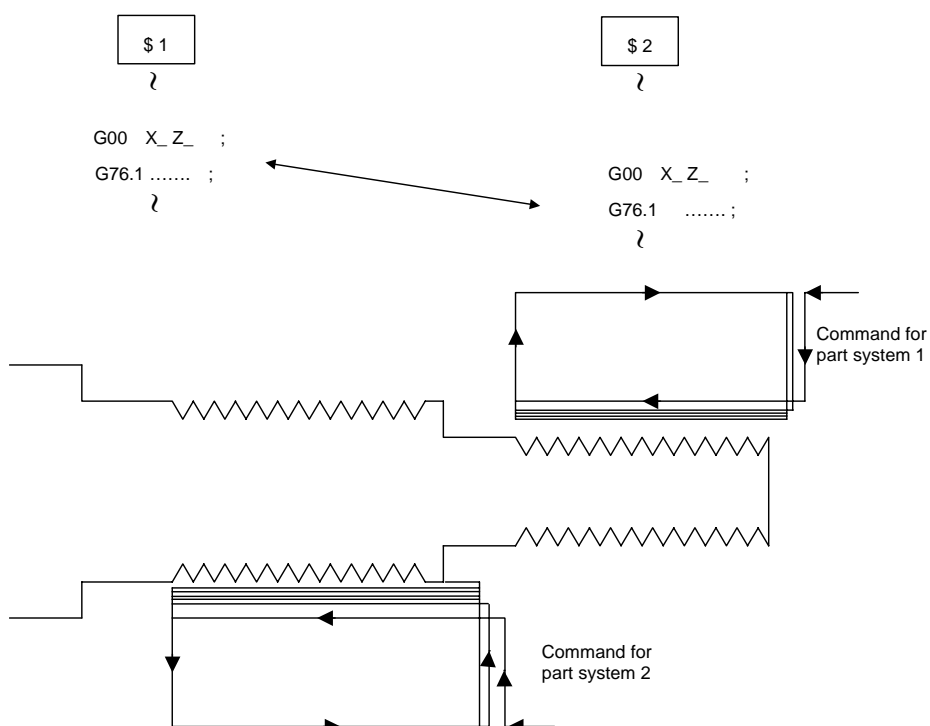 $ 1
≀
G00 X_ Z_ ;
G76.1 ....... ;
≀
$ 2
≀
G00 X_ Z_ ;
G76.1 ....... ;
≀
Command for
part system 1
Command for
part system 2